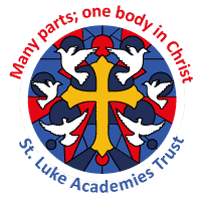 Many parts; one body in Christ
St. Luke Academies Trust